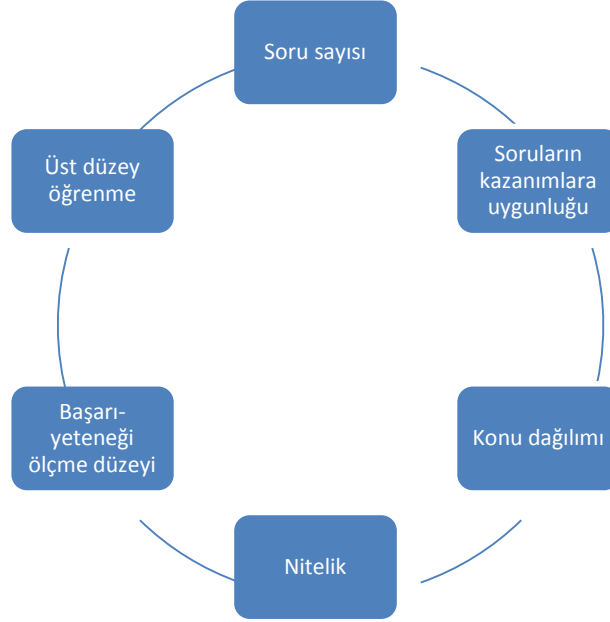 Soru sayısı
Soruların
kazanımlara
uygunluğu
Konu dağılımı
Nitelik
Başarı-
yeteneği
ölçme düzeyi
Üst düzey
öğrenme